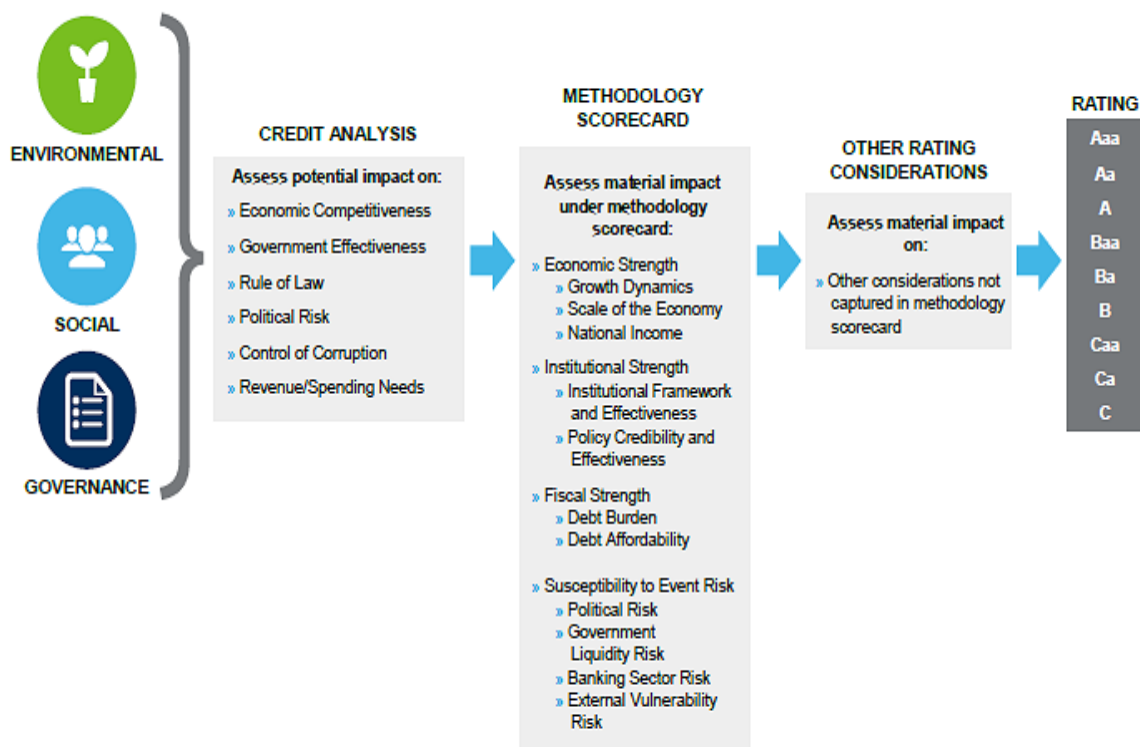 ENVIRONMENTAL
SOCIAL
GOVERNANCE
CREDIT ANALYSIS
Assess potential impact on:
» Economic Competitiveness
» Government Effectiveness
» Rule of Law
» Political Risk
» Control of Corruption
» Revenue/Spending Needs
METHODOLOGY
SCORECARD
Assess material impact
under methodology
scorecard:
» Economic Strength
» Growth Dynamics
» Scale of the Economy
» National Income
» Institutional Strength
» Institutional Framework
and Effectiveness
» Policy Credibility and
Effectiveness
» Fiscal Strength
» Debt Burden
» Debt Affordability
» Susceptibility to Event Risk
» Political Risk
» Government
Liquidity Risk
» Banking Sector Risk
» External Vulnerability
Risk
OTHER RATING
CONSIDERATIONS
Assess material impact
on:
» Other considerations not
captured in methodology
scorecard
RATING
Aaa
Aa
A
Baa
Ba
B
Caa
Ca
C